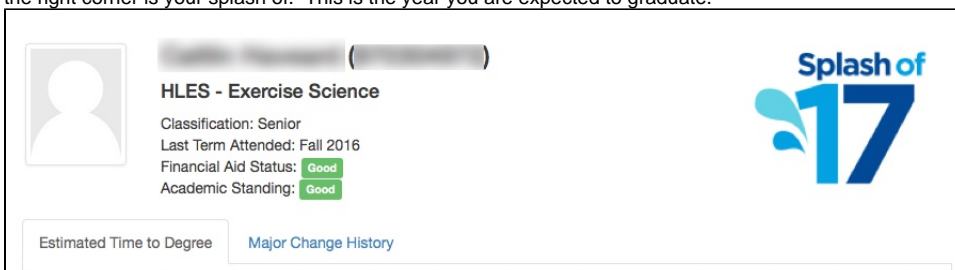 the right corner is your splash of. This is the year you are expected to graduate.
( )
HLES - Exercise Science
Classification: Senior
Last Term Attended: Fall 2016
Financial Aid Status: Good
Academic Standing: Good
Splash of
17
Estimated Time to Degree Major Change History